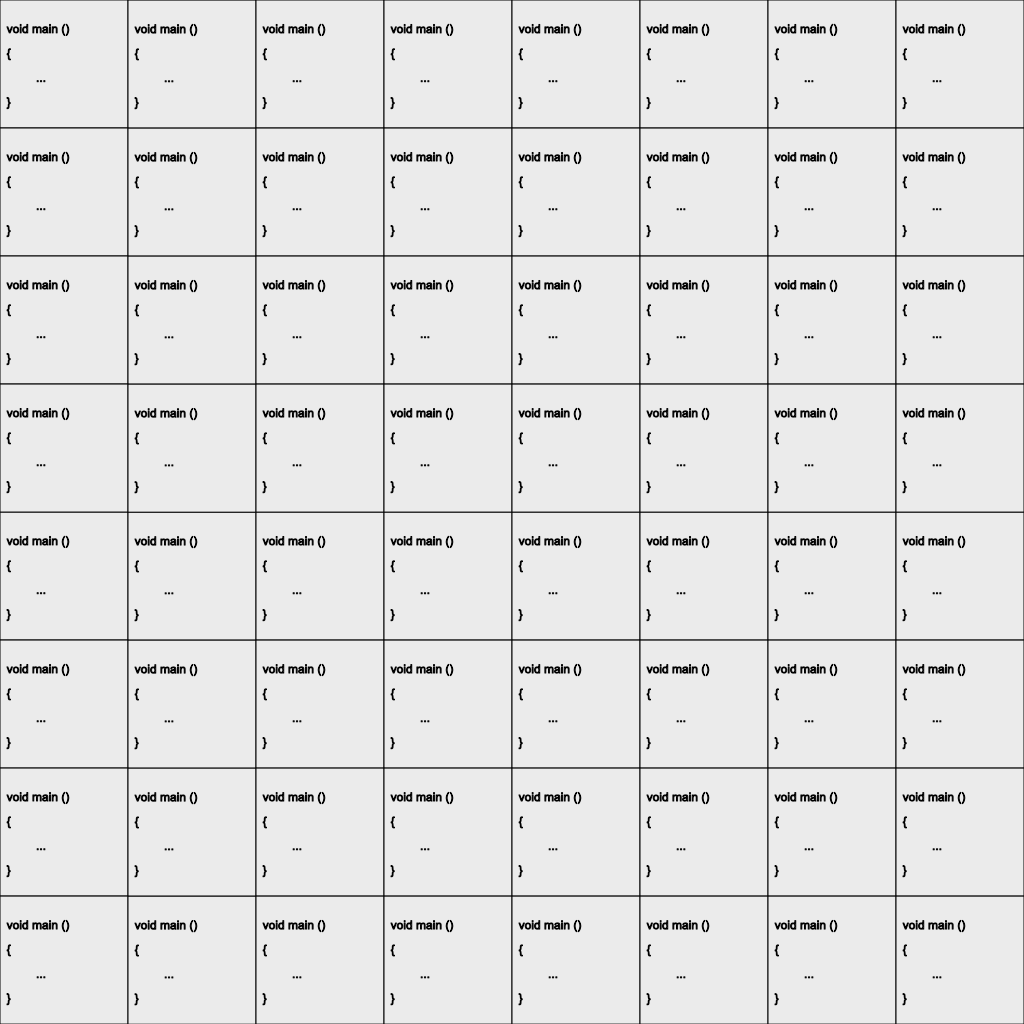 void main () void main () void main () void main () void main () void main () void main () void main ()
{ { { { { { { {
... ... ... ... ... ... ... ...
} } } } } } } }
void main () void main () void main () void main () void main () void main () void main () void main ()
{ { { { { { { {
... ... ... ... ... ... ... ...
} } } } } } } }
void main () void main () void main () void main () void main () void main () void main () void main ()
{ { { { { { { {
... ... ... ... ... ... ... ...
} } } } } } } }
void main () void main () void main () void main () void main () void main () void main () void main ()
{ { { { { { { {
... ... ... ... ... ... ... ...
} } } } } } } }
void main () void main () void main () void main () void main () void main () void main () void main ()
{ { { { { { { {
... ... ... ... ... ... ... ...
} } } } } } } }
void main () void main () void main () void main () void main () void main () void main () void main ()
{ { { { { { { {
... ... ... ... ... ... ... ...
} } } } } } } }
void main () void main () void main () void main () void main () void main () void main () void main ()
{ { { { { { { {
... ... ... ... ... ... ... ...
} } } } } } } }
void main () void main () void main () void main () void main () void main () void main () void main ()
{ { { { { { { {
... ... ... ... ... ... ... ...
} } } } } } } }